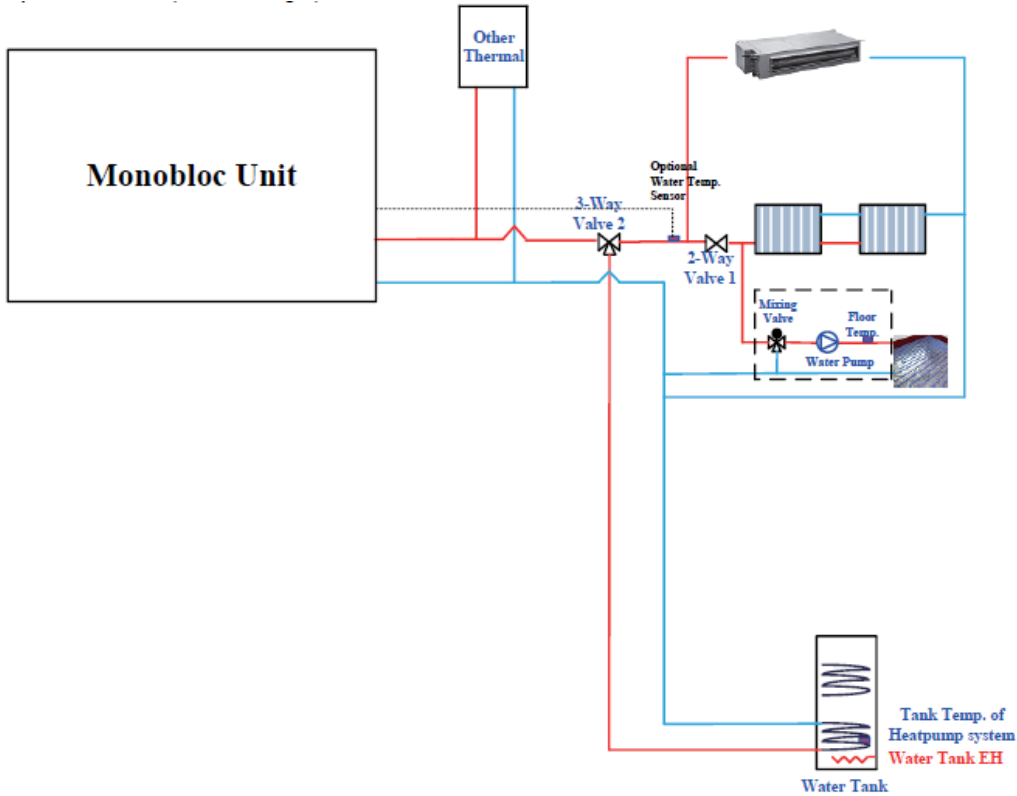 Other
Thermal
Monobloc Unit
Optional
Water Temp.
Sensor
3-Way
Valve 2
2-Way
Valve 1
Mixing
Valve
Floor
Temp.
Water Pump
Tank Temp. of
Heatpump system
Water Tank EH
Water Tank